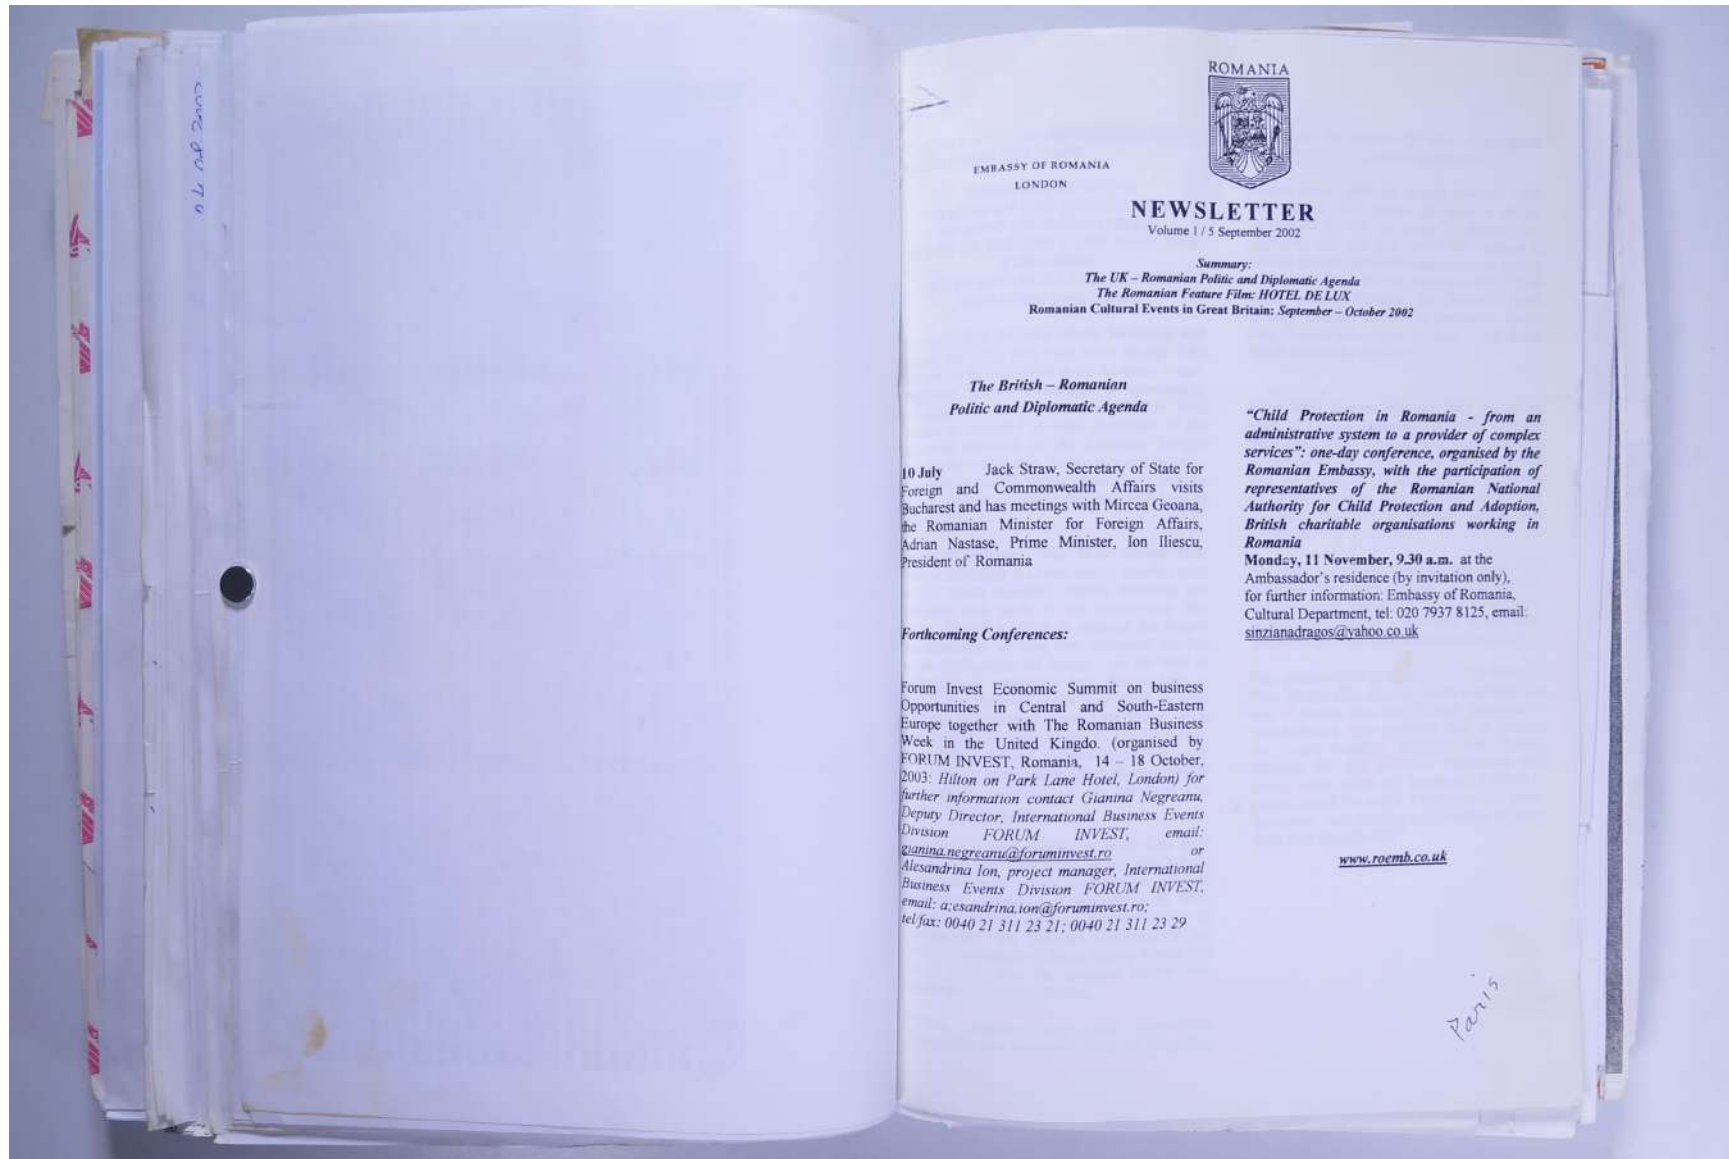 ROMANIA
EMBASSY OF ROMANIA
LONDON
NEWSLETTER
Volume 1 / 5 September 2002
Summary:
The UK – Romanian Politic and Diplomatic Agenda
The Romanian Feature Film: HOTEL DE LUX
Romanian Cultural Events in Great Britain: September – October 2002
The British – Romanian
Politic and Diplomatic Agenda
10 July Jack Straw, Secretary of State for
Foreign and Commonwealth Affairs visits
Bucharest and has meetings with Mircea Geoana,
the Romanian Minister for Foreign Affairs,
Adrian Nastase, Prime Minister, Ion Iliescu,
President of Romania
Forthcoming Conferences:
Forum Invest Economic Summit on business
Opportunities in Central and South-Eastern
Europe together with The Romanian Business
Week in the United Kingdo. (organised by
FORUM INVEST, Romania, 14 – 18 October,
2003: Hilton on Park Lane Hotel, London) for
further information contact Gianina Negreanu,
Deputy Director, International Business Events
Division FORUM INVEST, email:
gianina.negreanu@foruminvest.ro or
Alesandrina Ion, project manager, International
Business Events Division FORUM INVEST,
email: a;esandrina.ion@foruminvest.ro;
tel/fax: 0040 21 311 23 21; 0040 21 311 23 29
“Child Protection in Romania - from an
administrative system to a provider of complex
services”: one-day conference, organised by the
Romanian Embassy, with the participation of
representatives of the Romanian National
Authority for Child Protection and Adoption,
British charitable organisations working in
Romania
Monday, 11 November, 9.30 a.m. at the
Ambassador's residence (by invitation only),
for further information: Embassy of Romania,
Cultural Department, tel: 020 7937 8125, email:
sinzianadragos@yahoo.co.uk
www.roemb.co.uk
Paris